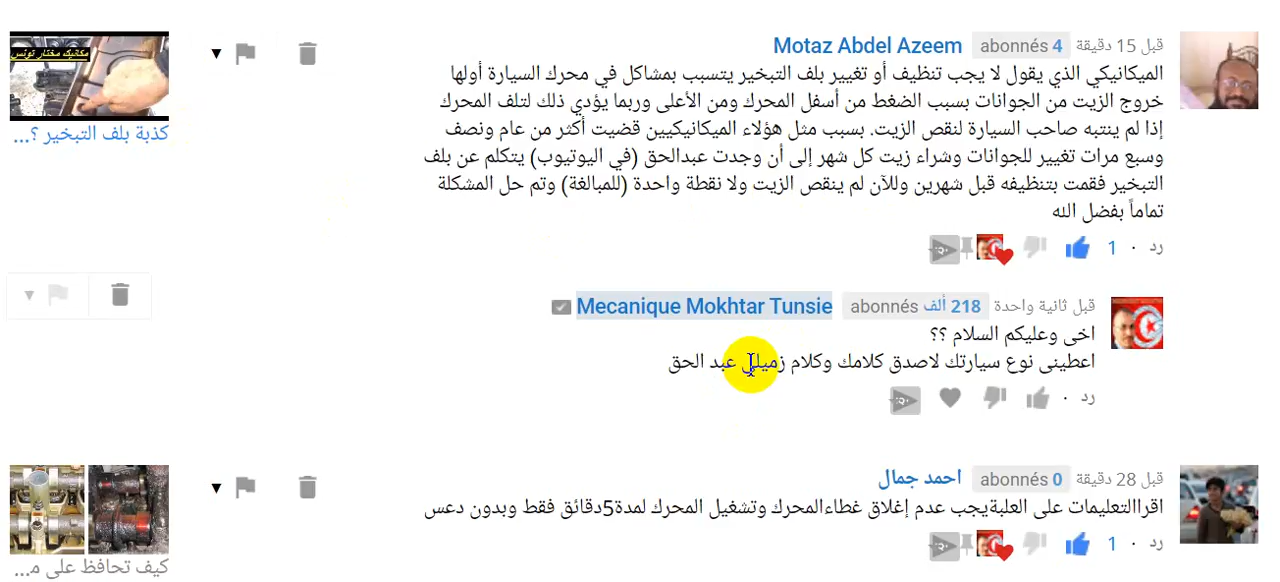 مكانيك مختار تونس
كذبة بلف التبخير ؟...
Motaz Abdel Azeem abonnés 4 قبل 15 دقيقة
الميكانيكي الذي يقول لا يجب تنظيف أو تغيير بلف التبخير يتسبب بمشاكل في محرك السيارة أولها
خروج الزيت من الجوانات بسبب الضغط من أسفل المحرك ومن الأعلى وربما يؤدي ذلك لتلف المحرك
إذا لم ينتبه صاحب السيارة لنقص الزيت. بسبب مثل هؤلاء الميكانيكيين قضيت أكثر من عام ونصف
وسبع مرات تغيير للجوانات وشراء زيت كل شهر إلى أن وجدت عبدالحق (في اليوتيوب) يتكلم عن بلف
التبخير فقمت بتنظيفه قبل شهرين وللآن لم ينقص الزيت ولا نقطة واحدة (للمبالغة) وتم حل المشكلة
تماماً بفضل الله
رد · 1
Mecanique Mokhtar Tunsie abonnés 218 ألف قبل ثانية واحدة
اخى وعليكم السلام ؟؟
اعطينى نوع سيارتك لاصدق كلامك وكلام زميلى عبد الحق
رد ·
احمد جمال abonnés 0 قبل 28 دقيقة
اقراالتعليمات على العلبةيجب عدم إغلاق غطاءالمحرك وتشغيل المحرك لمدة5دقائق فقط وبدون دعس
رد · 1
كيف تحافظ على م...